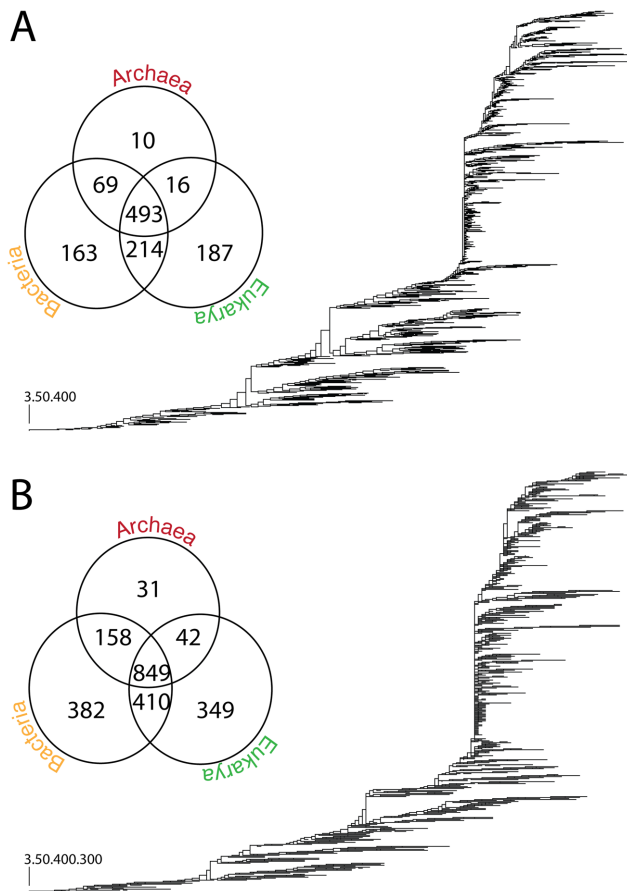 A
Archaea
10
69
16
493
163
214
187
Bacteria
Eukarya
3.50.400
B
Archaea
31
158
42
849
382
410
349
Bacteria
Eukarya
3.50.400.300